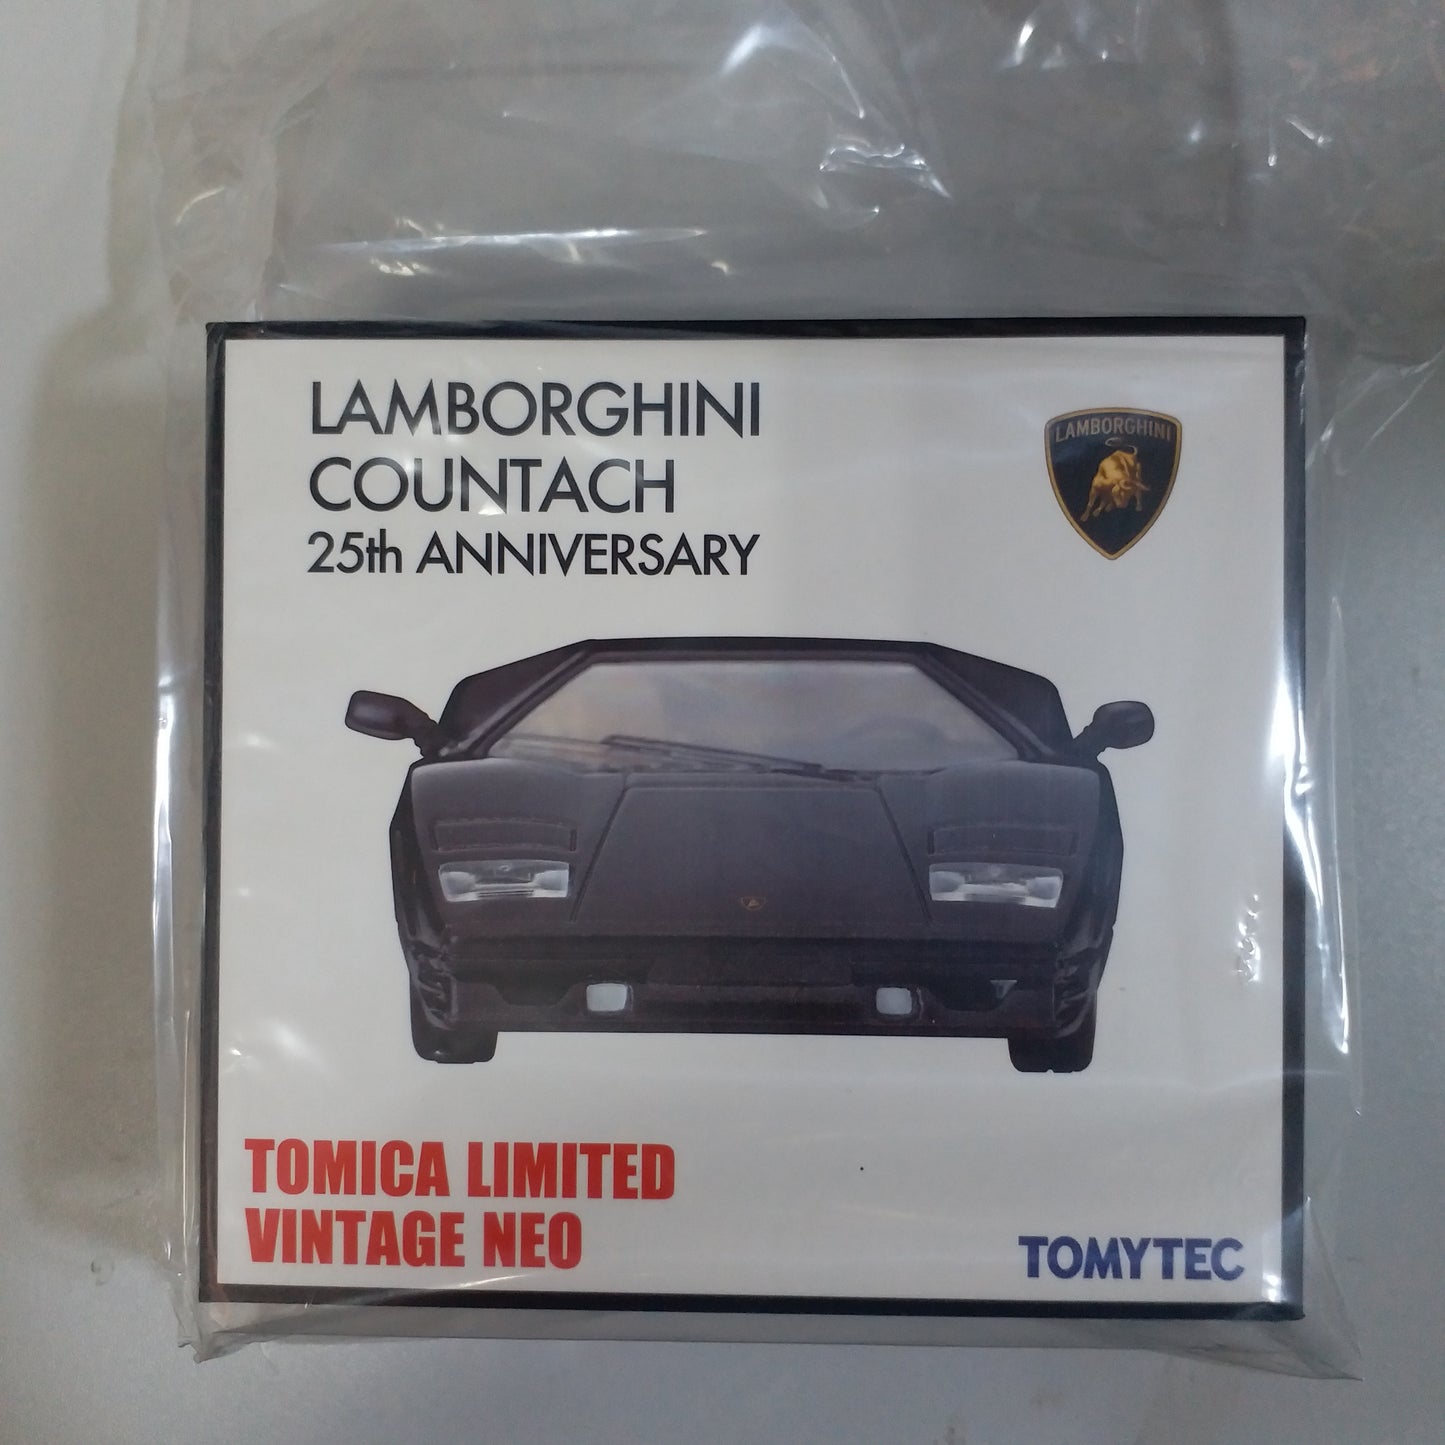 LAMBORGHINI
COUNTACH
25th ANNIVERSARY
LAMBORGHINI
TOMICA LIMITED
VINTAGE NEO
TOMYTEC